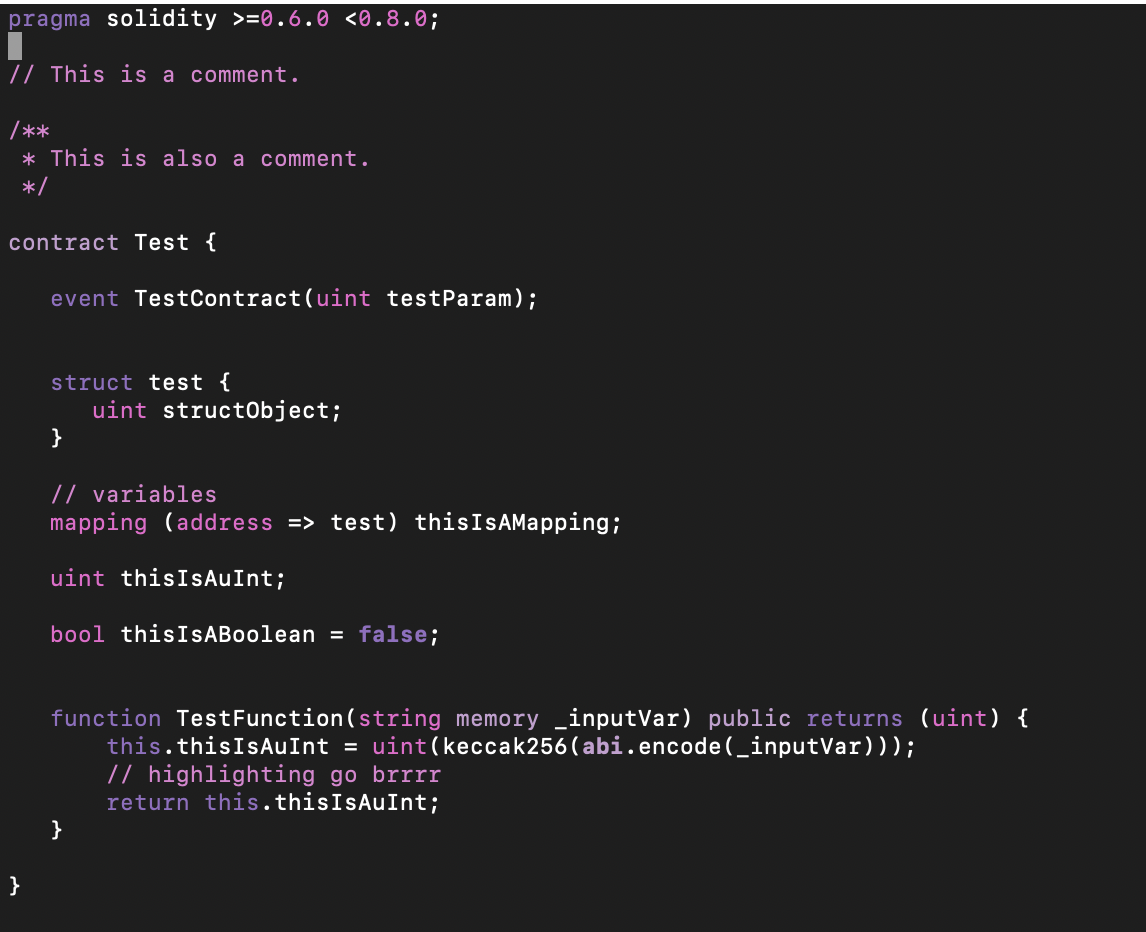 pragma solidity >=0.6.0 <0.8.0;
// This is a comment.
/**
 * This is also a comment.
 */
contract Test {
   event TestContract(uint testParam);
   struct test {
      uint structObject;
   }
   // variables
   mapping (address => test) thisIsAMapping;
   uint thisIsAuInt;
   bool thisIsABoolean = false;
   function TestFunction(string memory _inputVar) public returns (uint) {
       this.thisIsAuInt = uint(keccak256(abi.encode(_inputVar)));
       // highlighting go brrrr
       return this.thisIsAuInt;
   }
}